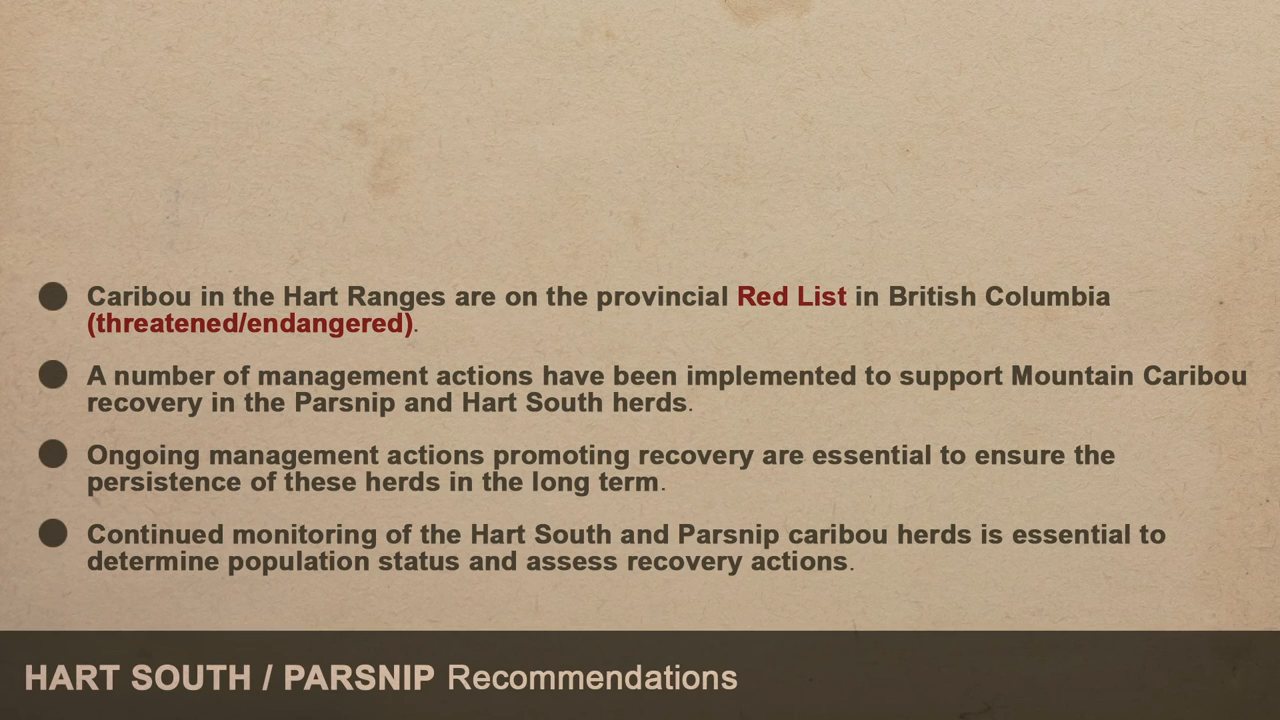 Caribou in the Hart Ranges are on the provincial Red List in British Columbia
(threatened/endangered).
A number of management actions have been implemented to support Mountain Caribou
recovery in the Parsnip and Hart South herds.
Ongoing management actions promoting recovery are essential to ensure the
persistence of these herds in the long term.
Continued monitoring of the Hart South and Parsnip caribou herds is essential to
determine population status and assess recovery actions.
HART SOUTH / PARSNIP Recommendations